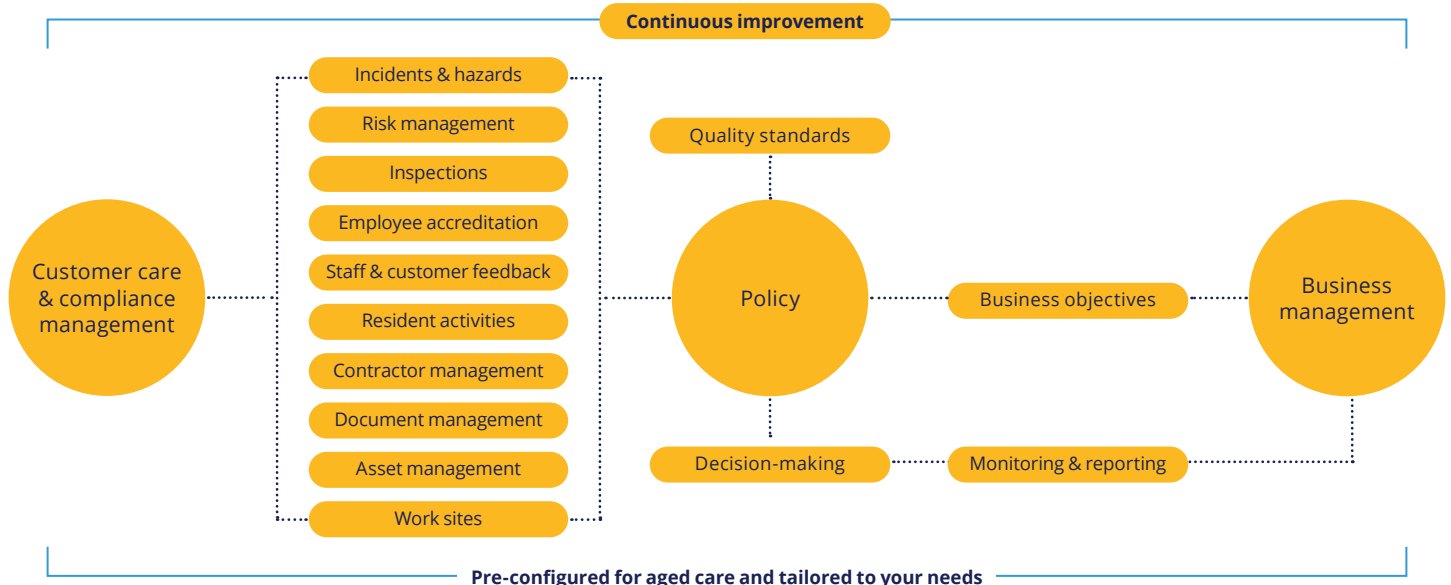 Continuous improvement
Incidents & hazards
Risk management
Inspections
Employee accreditation
Staff & customer feedback
Resident activities
Contractor management
Document management
Asset management
Work sites
Customer care
& compliance
management
Quality standards
Policy
Decision-making
Business objectives
Monitoring & reporting
Business
management
Pre-configured for aged care and tailored to your needs